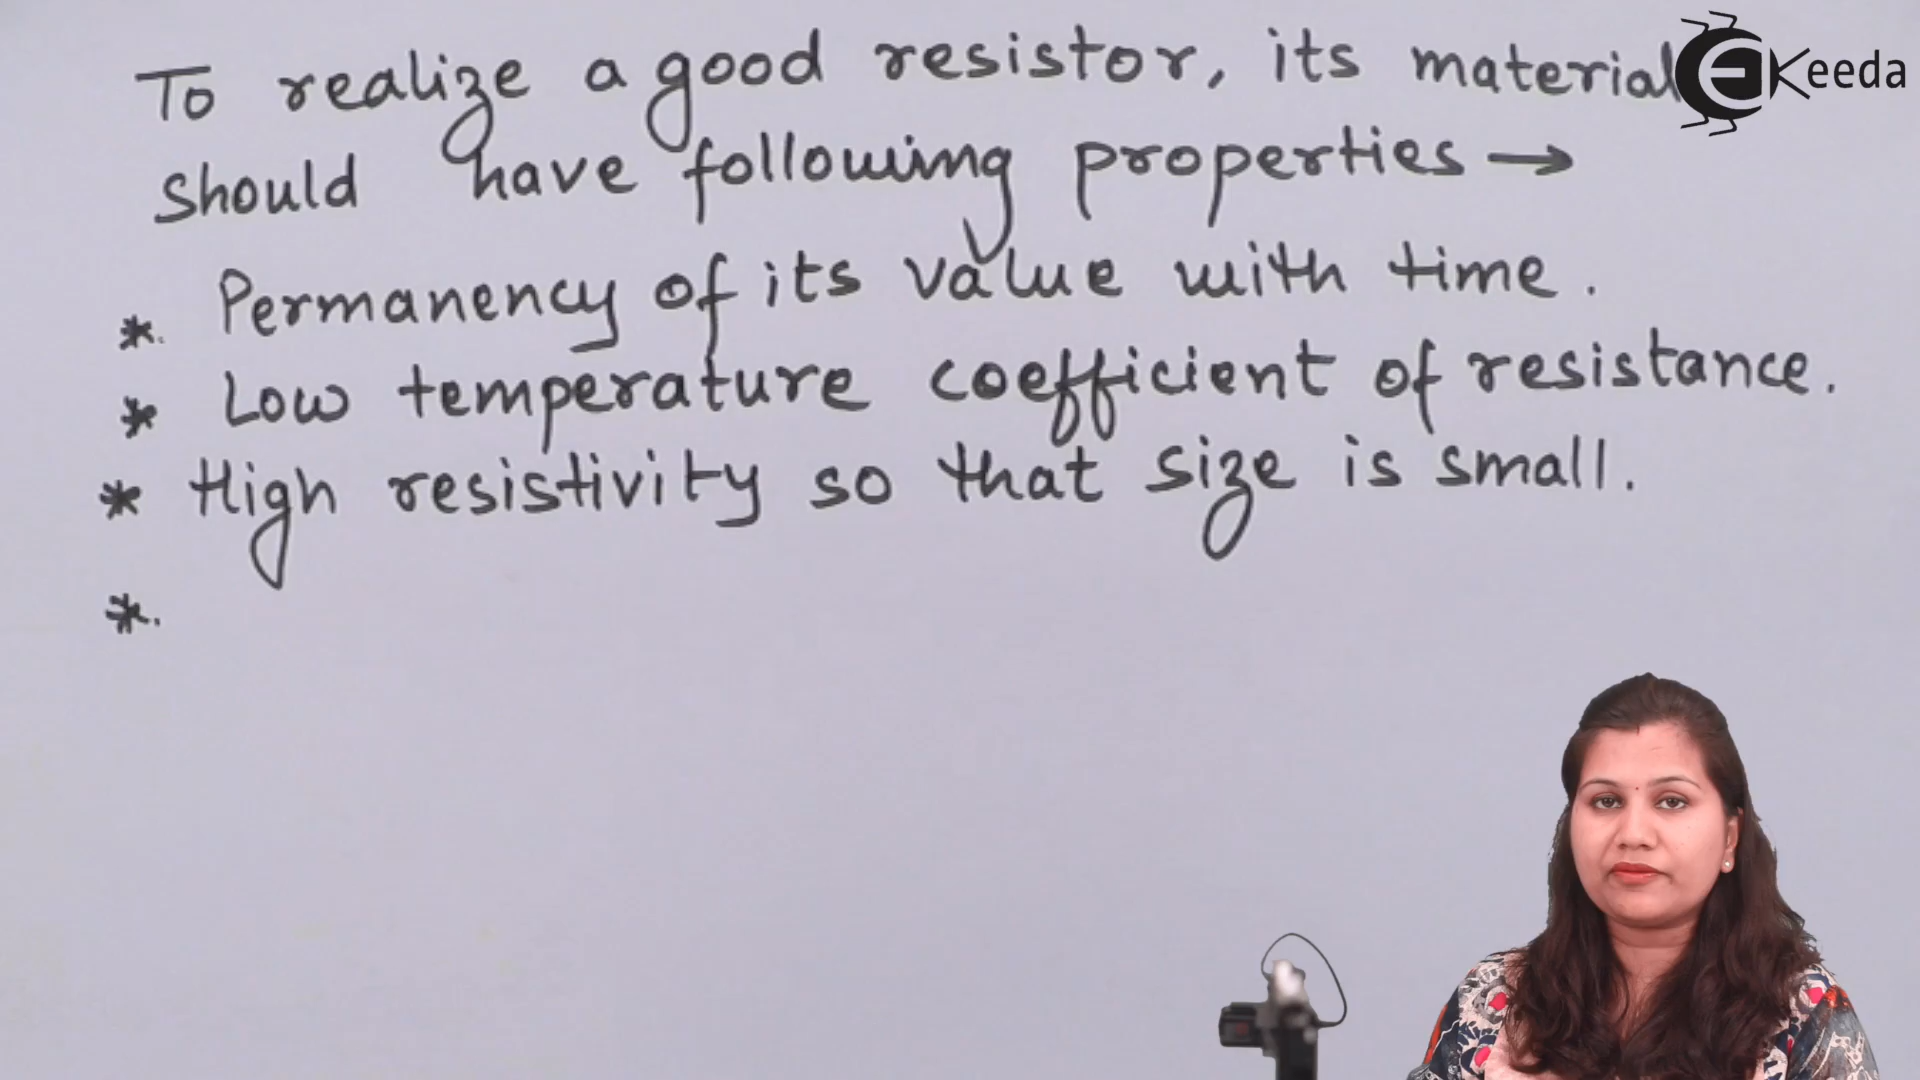 To realize a good resistor, its material
should have following properties →
*. Permanency of its value with time.
* Low temperature coefficient of resistance.
* High resistivity so that size is small.
*.
EKeeda